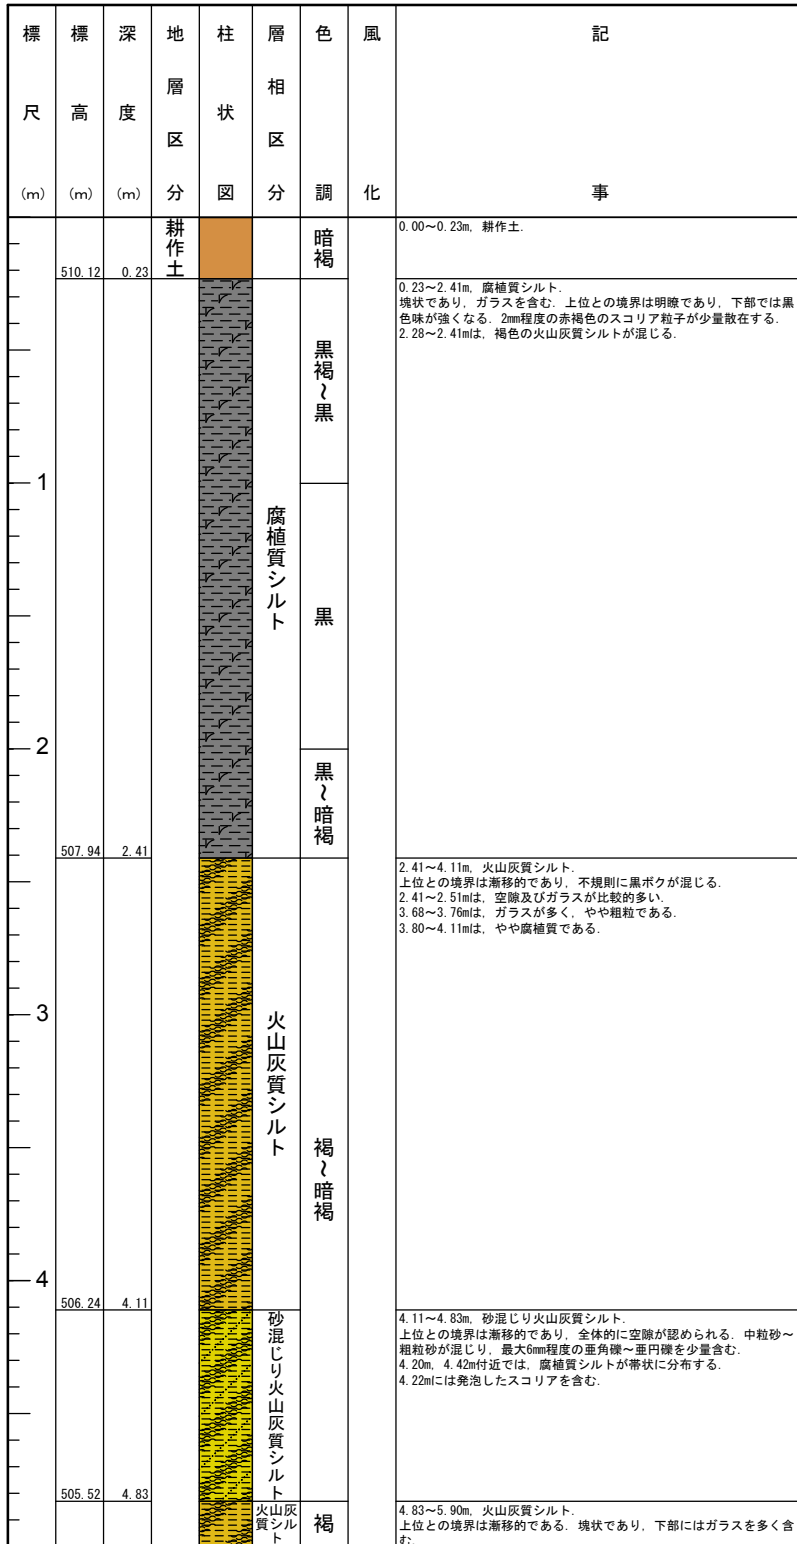 標尺(m)
標高(m)
深度(m)
地層区分
柱状図
層相区分
色調
風化
記事
耕作土
暗褐
0.00～0.23m, 耕作土.
510.12 0.23
0.23～2.41m, 腐植質シルト.
塊状であり, ガラスを含む. 上位との境界は明瞭であり, 下部では黒
色味が強くなる. 2mm程度の赤褐色のスコリア粒子が少量散在する.
2.28～2.41mは, 褐色の火山灰質シルトが混じる.
黒褐～黒
1
腐植質シルト
黒
2
黒～暗褐
507.94 2.41
2.41～4.11m, 火山灰質シルト.
上位との境界は漸移的であり, 不規則に黒ボクが混じる.
2.41～2.51mは, 空隙及びガラスが比較的多い.
3.68～3.76mは, ガラスが多く, やや粗粒である.
3.80～4.11mは, やや腐植質である.
3
火山灰質シルト
褐～暗褐
4
506.24 4.11
砂混じり火山灰質シルト
4.11～4.83m, 砂混じり火山灰質シルト.
上位との境界は漸移的であり, 全体的に空隙が認められる. 中粒砂～
粗粒砂が混じり, 最大6mm程度の亜角礫～亜円礫を少量含む.
4.20m, 4.42m付近では, 腐植質シルトが帯状に分布する.
4.22mには発泡したスコリアを含む.
505.52 4.83
火山灰
質シル
ト
褐
4.83～5.90m, 火山灰質シルト.
上位との境界は漸移的である. 塊状であり, 下部にはガラスを多く含
む.